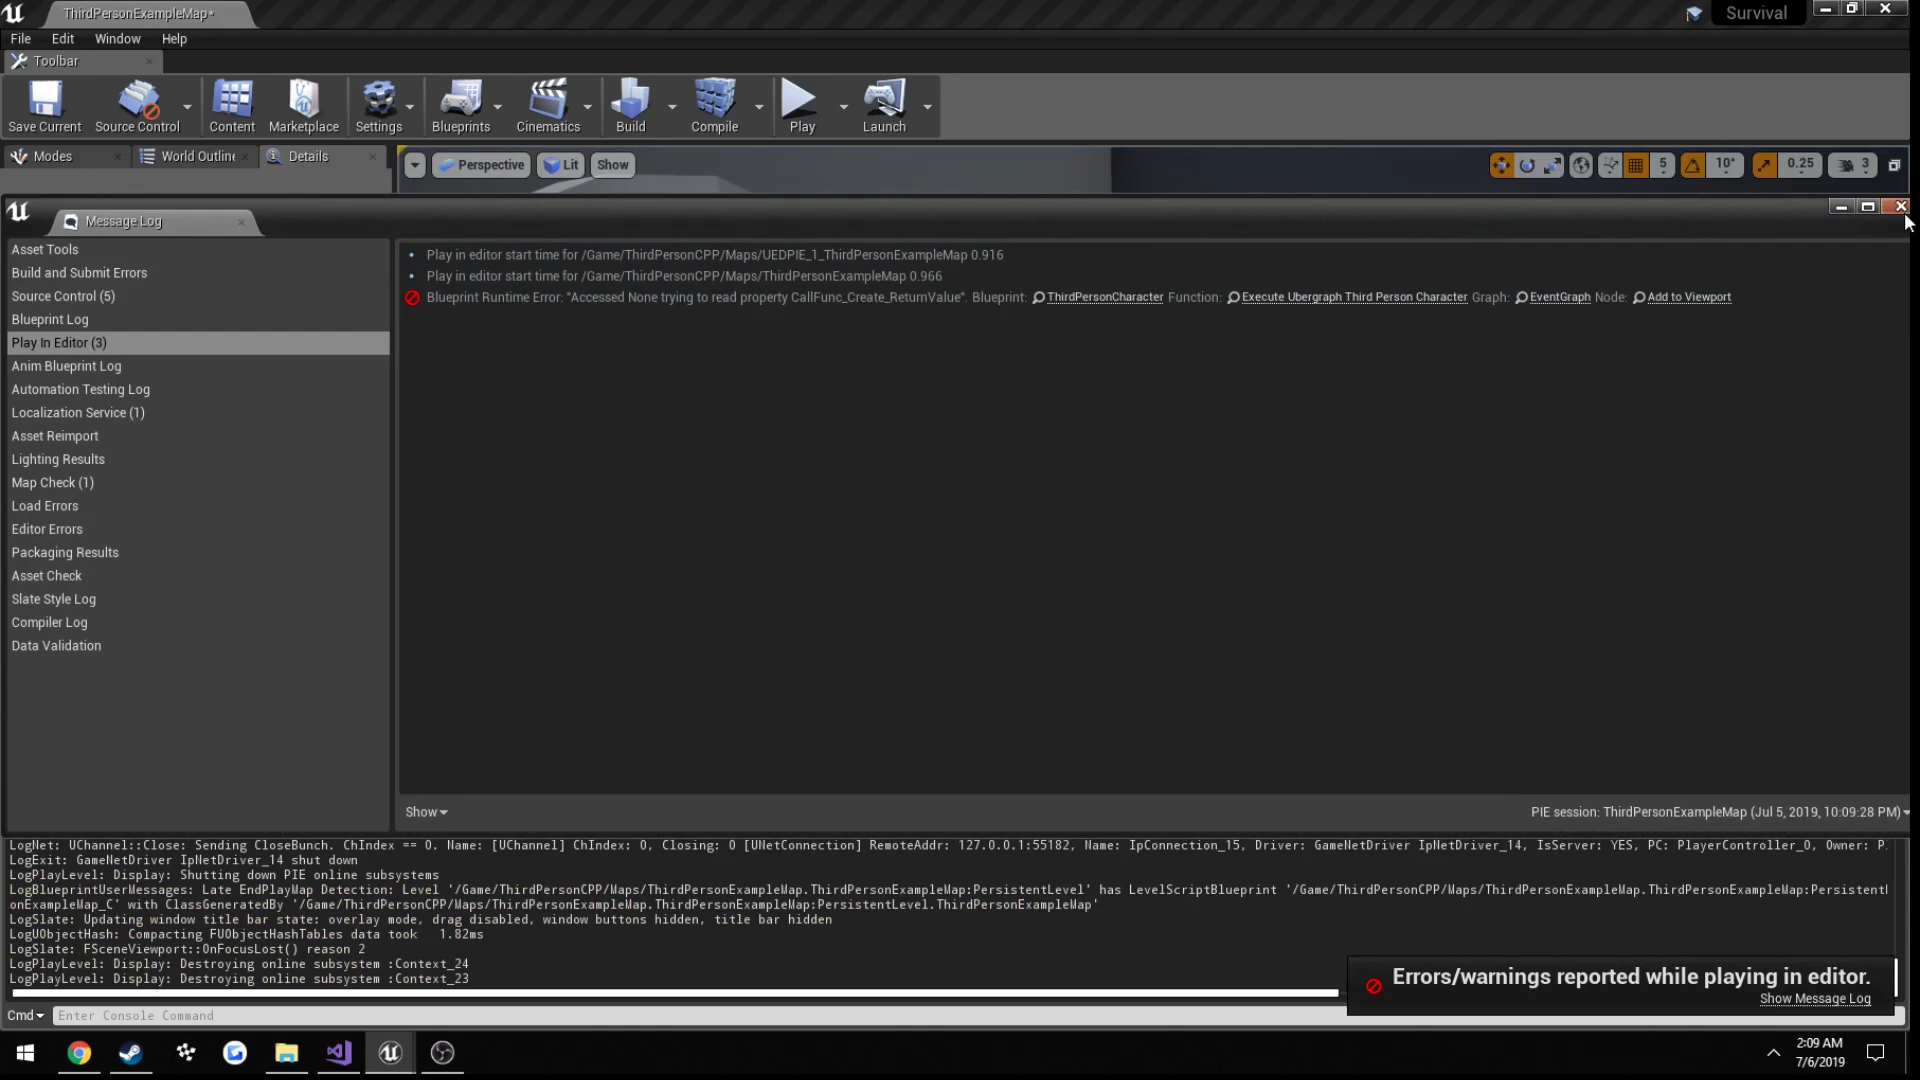 ThirdPersonExampleMap*
Survival
File Edit Window Help
Toolbar
Save Current Source Control Content Marketplace Settings Blueprints Cinematics Build Compile Play Launch
Modes World Outline Details
Perspective Lit Show
5 10° 0.25 3
Message Log
Asset Tools
Build and Submit Errors
Source Control (5)
Blueprint Log
Play In Editor (3)
Anim Blueprint Log
Automation Testing Log
Localization Service (1)
Asset Reimport
Lighting Results
Map Check (1)
Load Errors
Editor Errors
Packaging Results
Asset Check
Slate Style Log
Compiler Log
Data Validation
Play in editor start time for /Game/ThirdPersonCPP/Maps/UEDPIE_1_ThirdPersonExampleMap 0.916
Play in editor start time for /Game/ThirdPersonCPP/Maps/ThirdPersonExampleMap 0.966
Blueprint Runtime Error: "Accessed None trying to read property CallFunc_Create_ReturnValue". Blueprint: ThirdPersonCharacter Function: Execute Ubergraph Third Person Character Graph: EventGraph Node: Add to Viewport
Show
PIE session: ThirdPersonExampleMap (Jul 5, 2019, 10:09:28 PM)
LogNet: UChannel::Close: Sending CloseBunch. ChIndex == 0. Name: [UChannel] ChIndex: 0, Closing: 0 [UNetConnection] RemoteAddr: 127.0.0.1:55182, Name: IpConnection_15, Driver: GameNetDriver IpNetDriver_14, IsServer: YES, PC: PlayerController_0, Owner: P
LogExit: GameNetDriver IpNetDriver_14 shut down
LogPlayLevel: Display: Shutting down PIE online subsystems
LogBlueprintUserMessages: Late EndPlayMap Detection: Level '/Game/ThirdPersonCPP/Maps/ThirdPersonExampleMap.ThirdPersonExampleMap:PersistentLevel' has LevelScriptBlueprint '/Game/ThirdPersonCPP/Maps/ThirdPersonExampleMap.ThirdPersonExampleMap:Persistentl
onExampleMap_C' with ClassGeneratedBy '/Game/ThirdPersonCPP/Maps/ThirdPersonExampleMap.ThirdPersonExampleMap:PersistentLevel.ThirdPersonExampleMap'
LogSlate: Updating window title bar state: overlay mode, drag disabled, window buttons hidden, title bar hidden
LogUObjectHash: Compacting FUObjectHashTables data took 1.82ms
LogSlate: FSceneViewport::OnFocusLost() reason 2
LogPlayLevel: Display: Destroying online subsystem :Context_24
LogPlayLevel: Display: Destroying online subsystem :Context_23
Errors/warnings reported while playing in editor.
Show Message Log
Cmd Enter Console Command
2:09 AM
7/6/2019